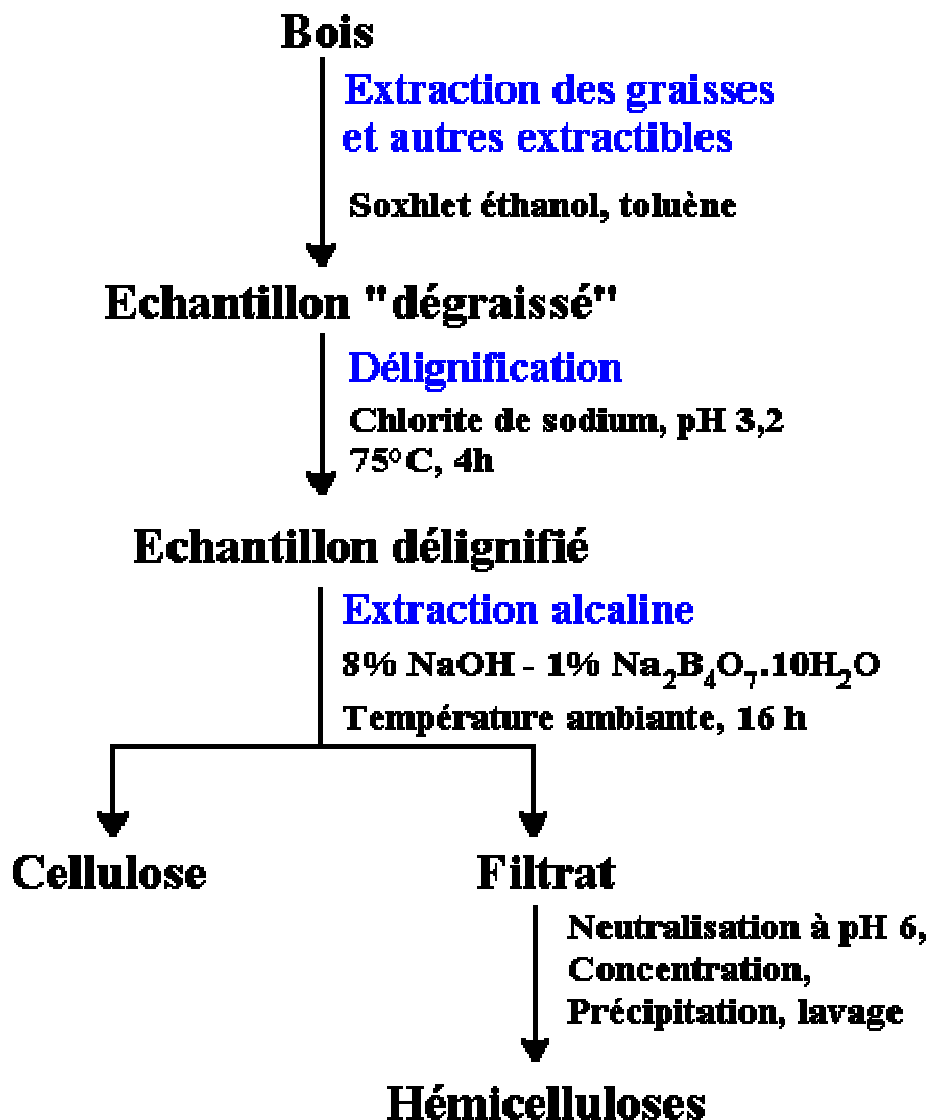 Bois
Extraction des graisses
et autres extractibles
Soxhlet éthanol, toluène
Echantillon "dégraissé"
Délignification
Chlorite de sodium, pH 3,2
75°C, 4h
Echantillon délignifié
Extraction alcaline
8% NaOH - 1% Na₂B₄O₇.10H₂O
Température ambiante, 16 h
Cellulose
Filtrat
Neutralisation à pH 6,
Concentration,
Précipitation, lavage
Hémicelluloses